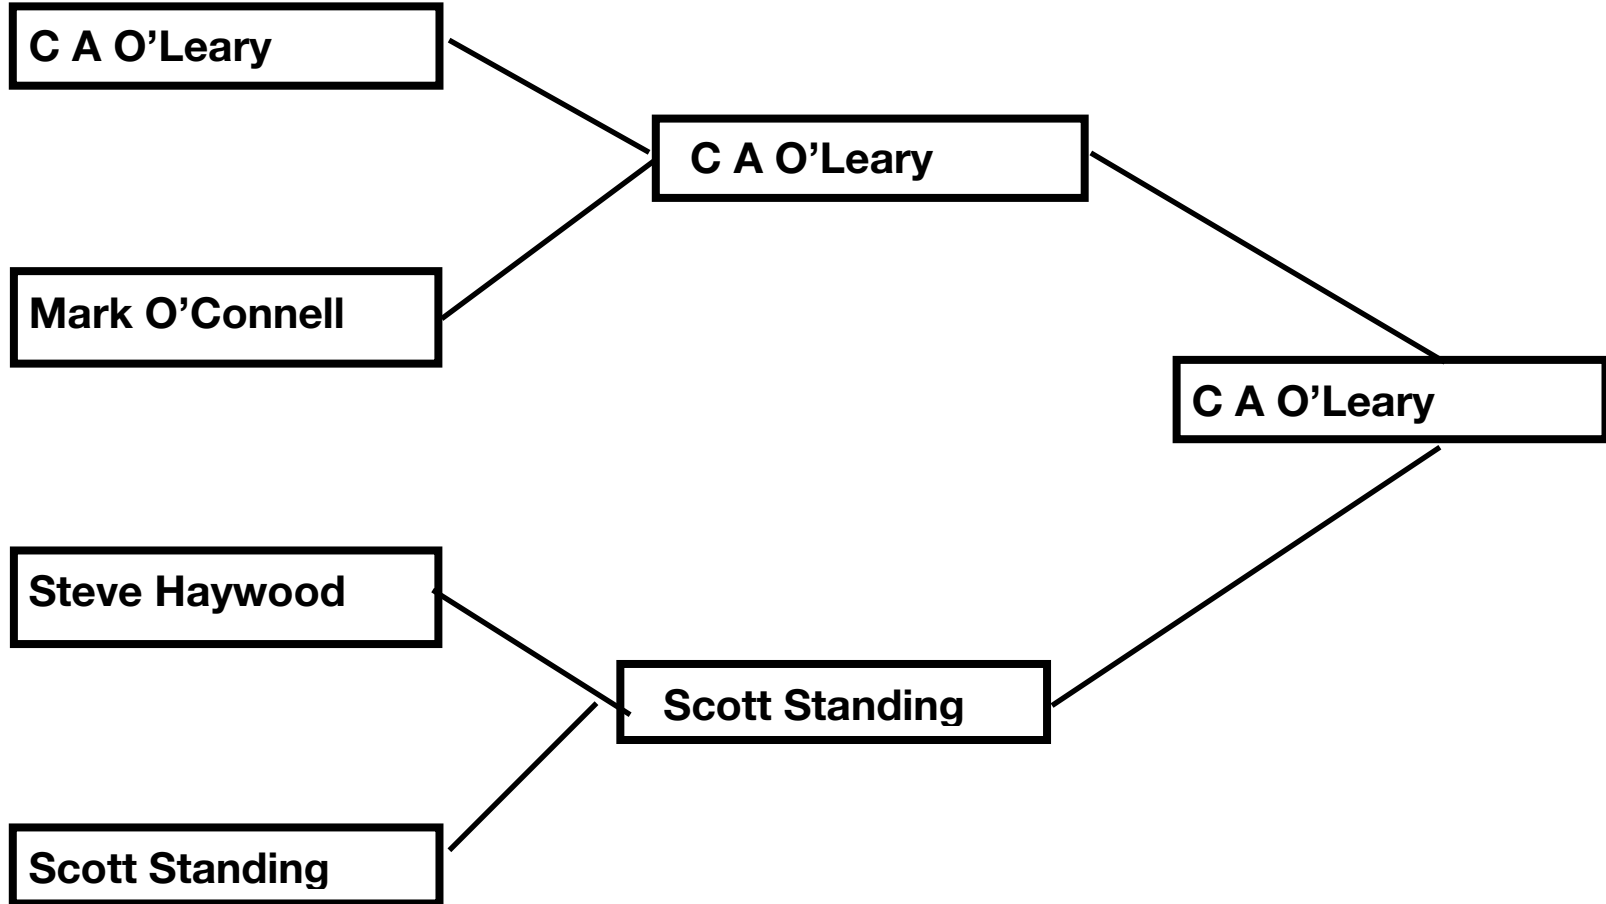 C A O’Leary
C A O’Leary
Mark O’Connell
C A O’Leary
Steve Haywood
Scott Standing
Scott Standing